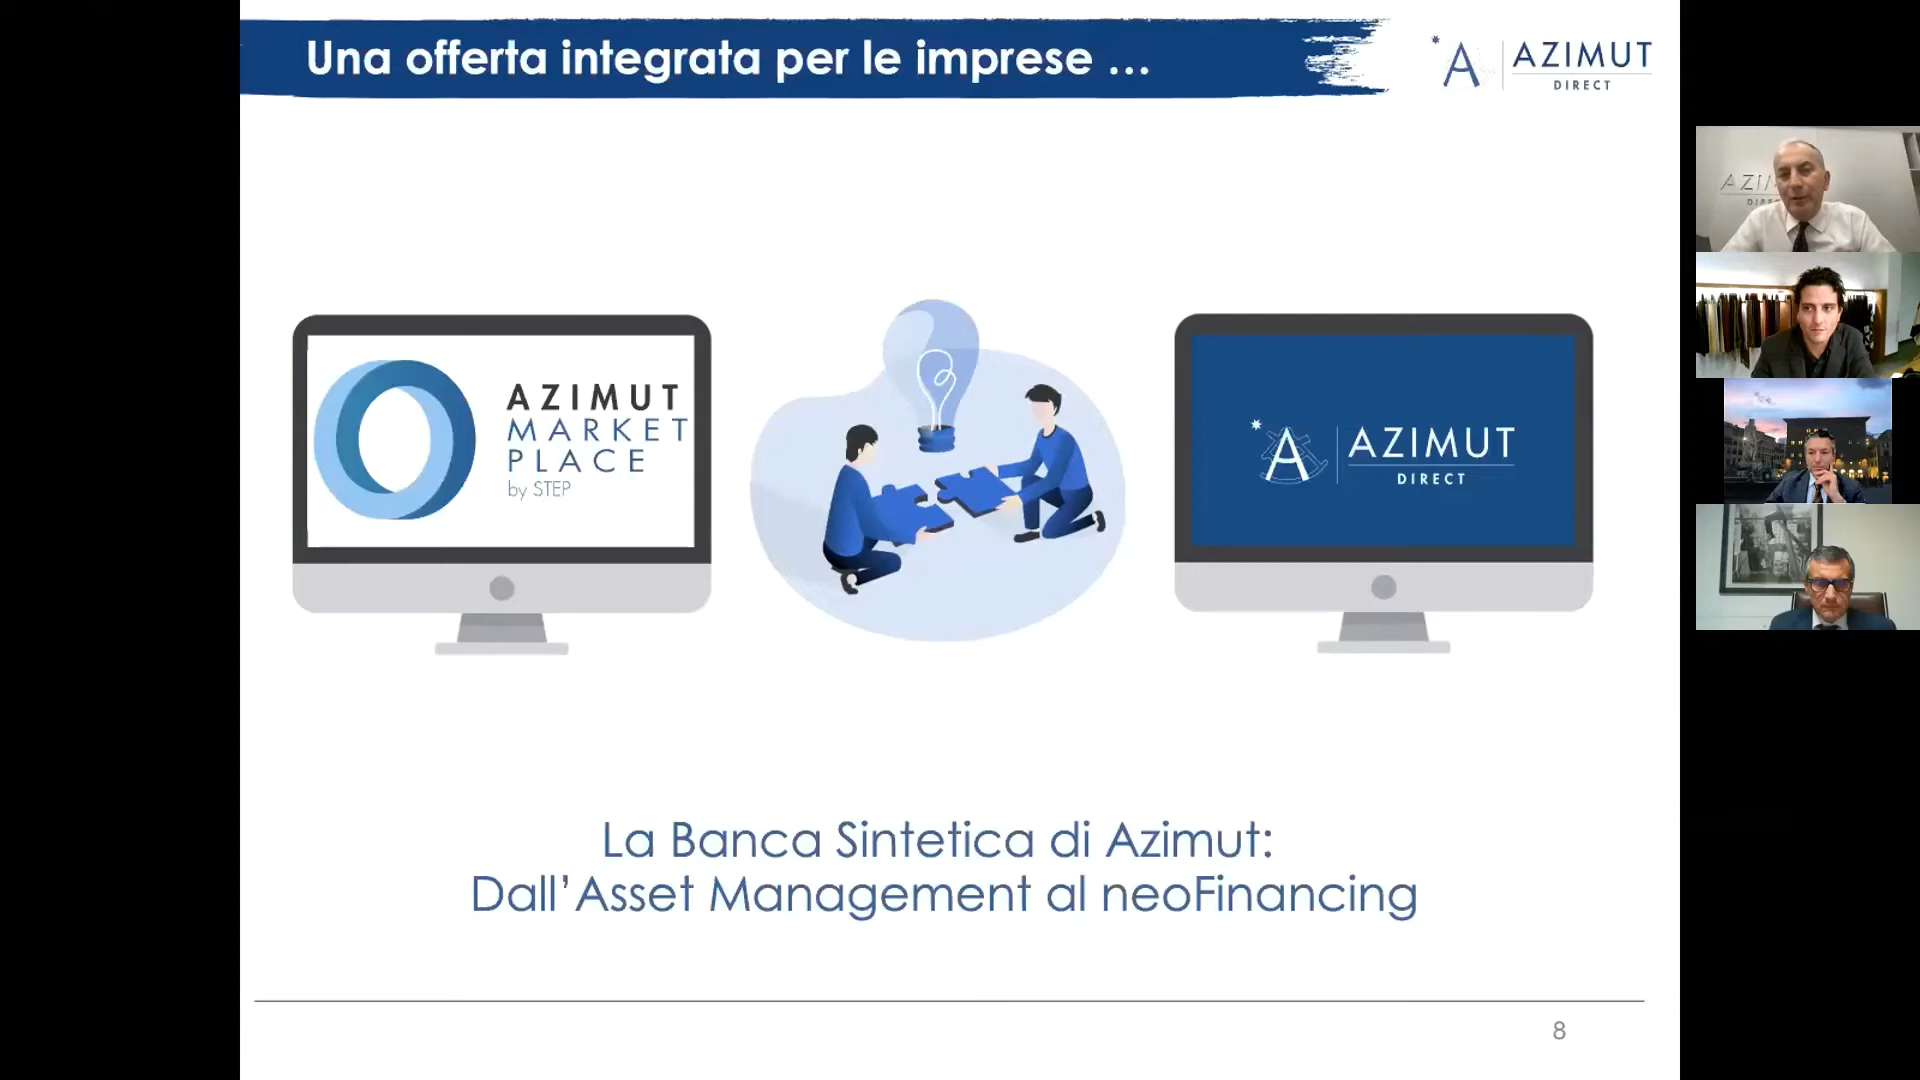 Una offerta integrata per le imprese ...
AZIMUT
DIRECT
AZIMUT
MARKET
PLACE
by STEP
AZIMUT
DIRECT
La Banca Sintetica di Azimut:
Dall’Asset Management al neoFinancing
8